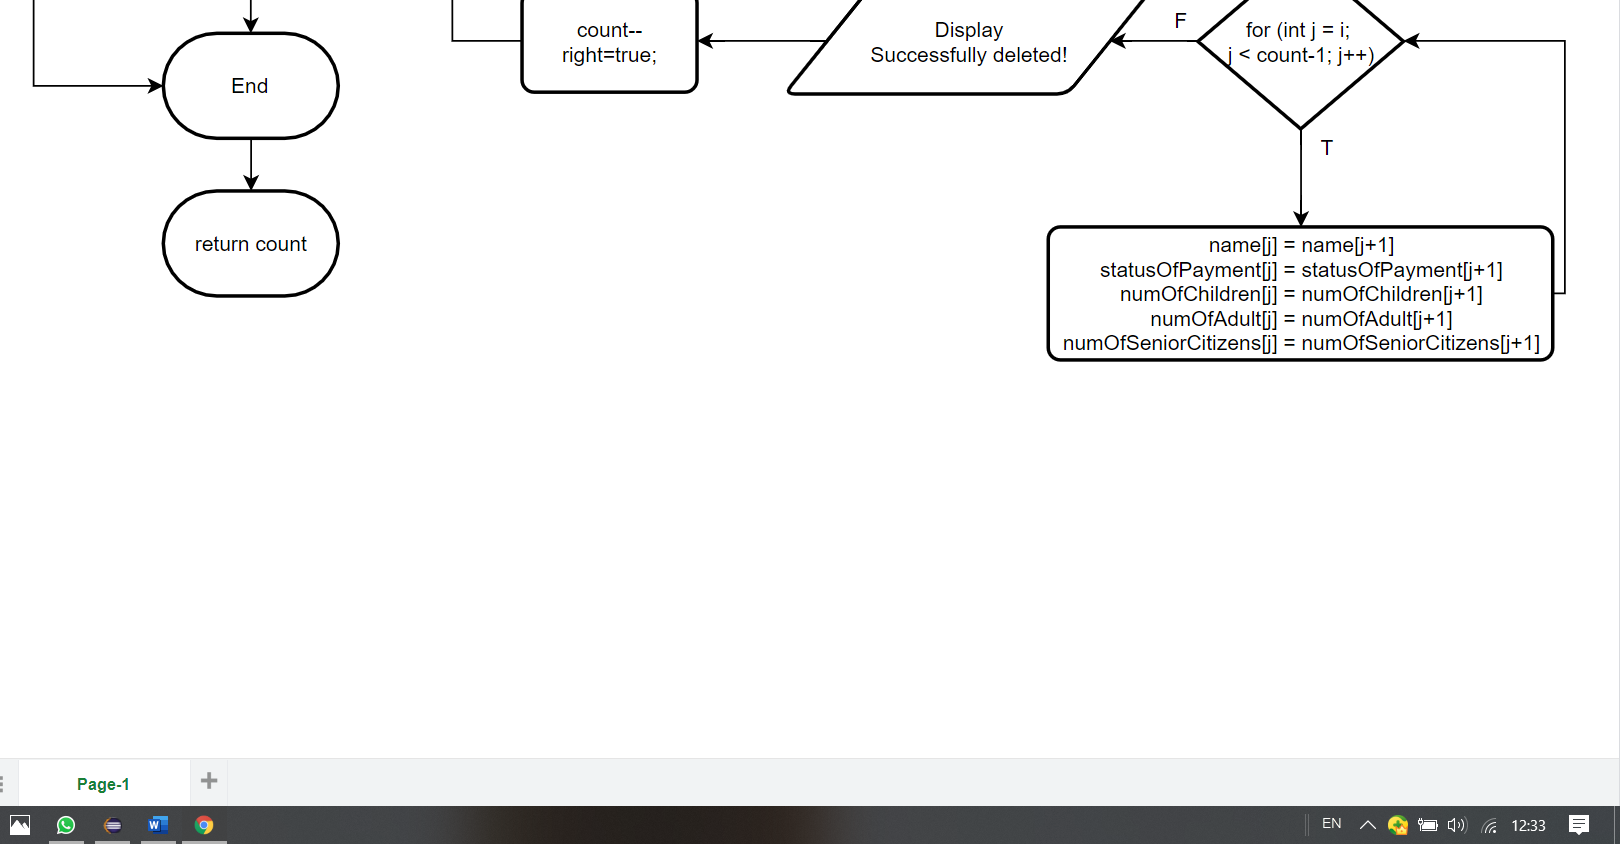 End
return count
count--
right=true;
Display
Successfully deleted!
F
for (int j = i;
j < count-1; j++)
T
name[j] = name[j+1]
statusOfPayment[j] = statusOfPayment[j+1]
numOfChildren[j] = numOfChildren[j+1]
numOfAdult[j] = numOfAdult[j+1]
numOfSeniorCitizens[j] = numOfSeniorCitizens[j+1]
Page-1
EN
12:33